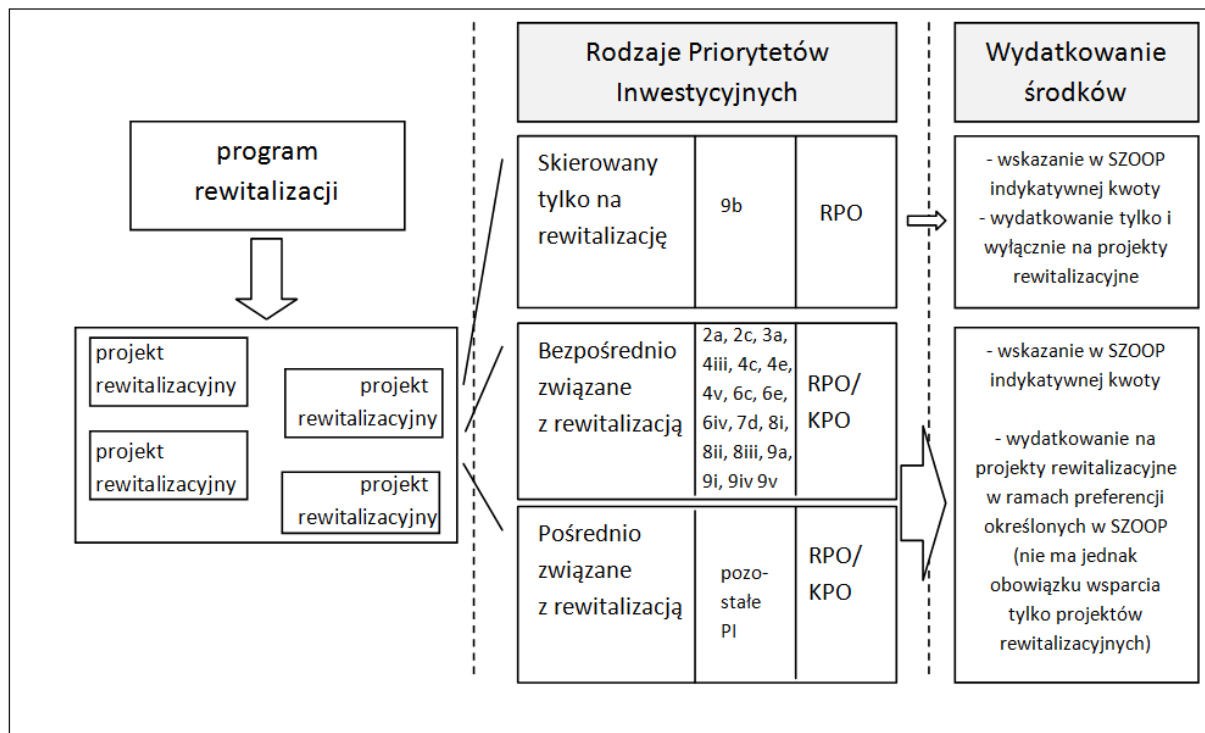 program
rewitalizacji
projekt
rewitalizacyjny
projekt
rewitalizacyjny
projekt
rewitalizacyjny
projekt
rewitalizacyjny
Rodzaje Priorytetów
Inwestycyjnych
Skierowany
tylko na
rewitalizację
9b
RPO
Bezpośrednio
związane
z rewitalizacją
2a, 2c, 3a,
4iii, 4c, 4e,
4v, 6c, 6e,
6iv, 7d, 8i,
8ii, 8iii, 9a,
9i, 9iv 9v
RPO/
KPO
Pośrednio
związane
z rewitalizacją
pozo-
stałe
PI
RPO/
KPO
Wydatkowanie
środków
- wskazanie w SZOOP
indykatywnej kwoty
- wydatkowanie tylko i
wyłącznie na projekty
rewitalizacyjne
- wskazanie w SZOOP
indykatywnej kwoty
- wydatkowanie na
projekty rewitalizacyjne
w ramach preferencji
określonych w SZOOP
(nie ma jednak
obowiązku wsparcia
tylko projektów
rewitalizacyjnych)